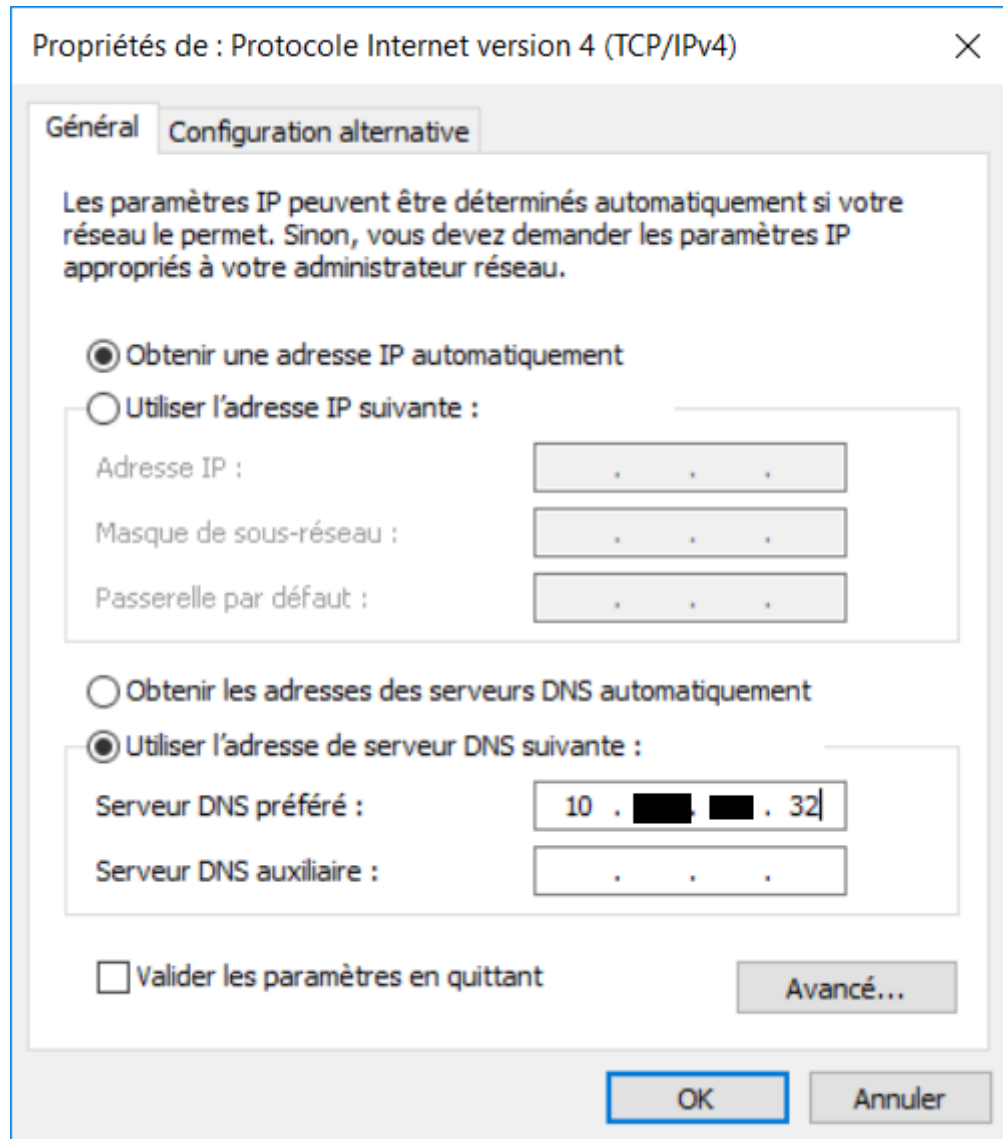 Propriétés de : Protocole Internet version 4 (TCP/IPv4)
Général
Configuration alternative
Les paramètres IP peuvent être déterminés automatiquement si votre
réseau le permet. Sinon, vous devez demander les paramètres IP
appropriés à votre administrateur réseau.
Obtenir une adresse IP automatiquement
Utiliser l'adresse IP suivante :
Adresse IP : . . .
Masque de sous-réseau : . . .
Passerelle par défaut : . . .
Obtenir les adresses des serveurs DNS automatiquement
Utiliser l'adresse de serveur DNS suivante :
Serveur DNS préféré : 10 . . . 32
Serveur DNS auxiliaire : . . .
Valider les paramètres en quittant
Avancé...
OK Annuler